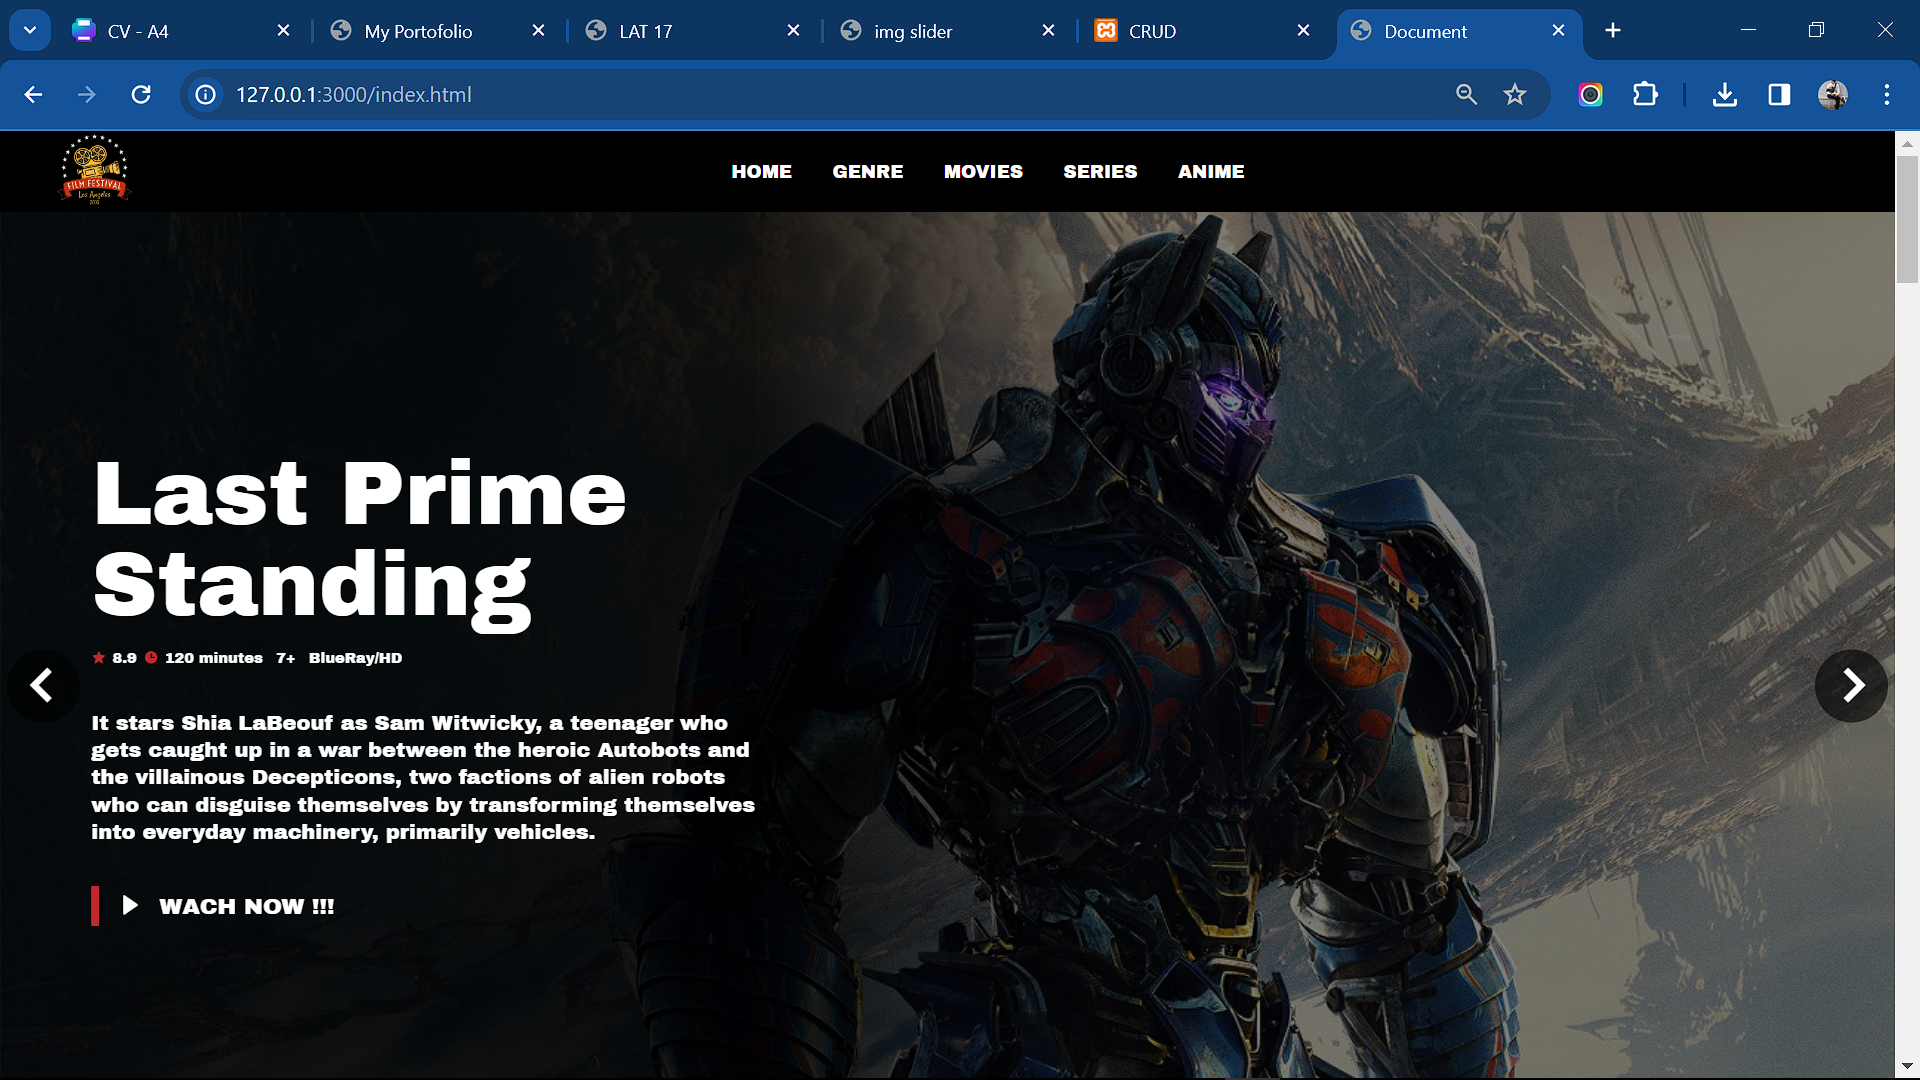 CV - A4
My Portofolio
LAT 17
img slider
CRUD
Document
127.0.0.1:3000/index.html
FILM FESTIVAL
Los Angeles
HOME GENRE MOVIES SERIES ANIME
Last Prime
Standing
8.9 120 minutes 7+ BlueRay/HD
It stars Shia LaBeouf as Sam Witwicky, a teenager who
gets caught up in a war between the heroic Autobots and
the villainous Decepticons, two factions of alien robots
who can disguise themselves by transforming themselves
into everyday machinery, primarily vehicles.
WACH NOW !!!